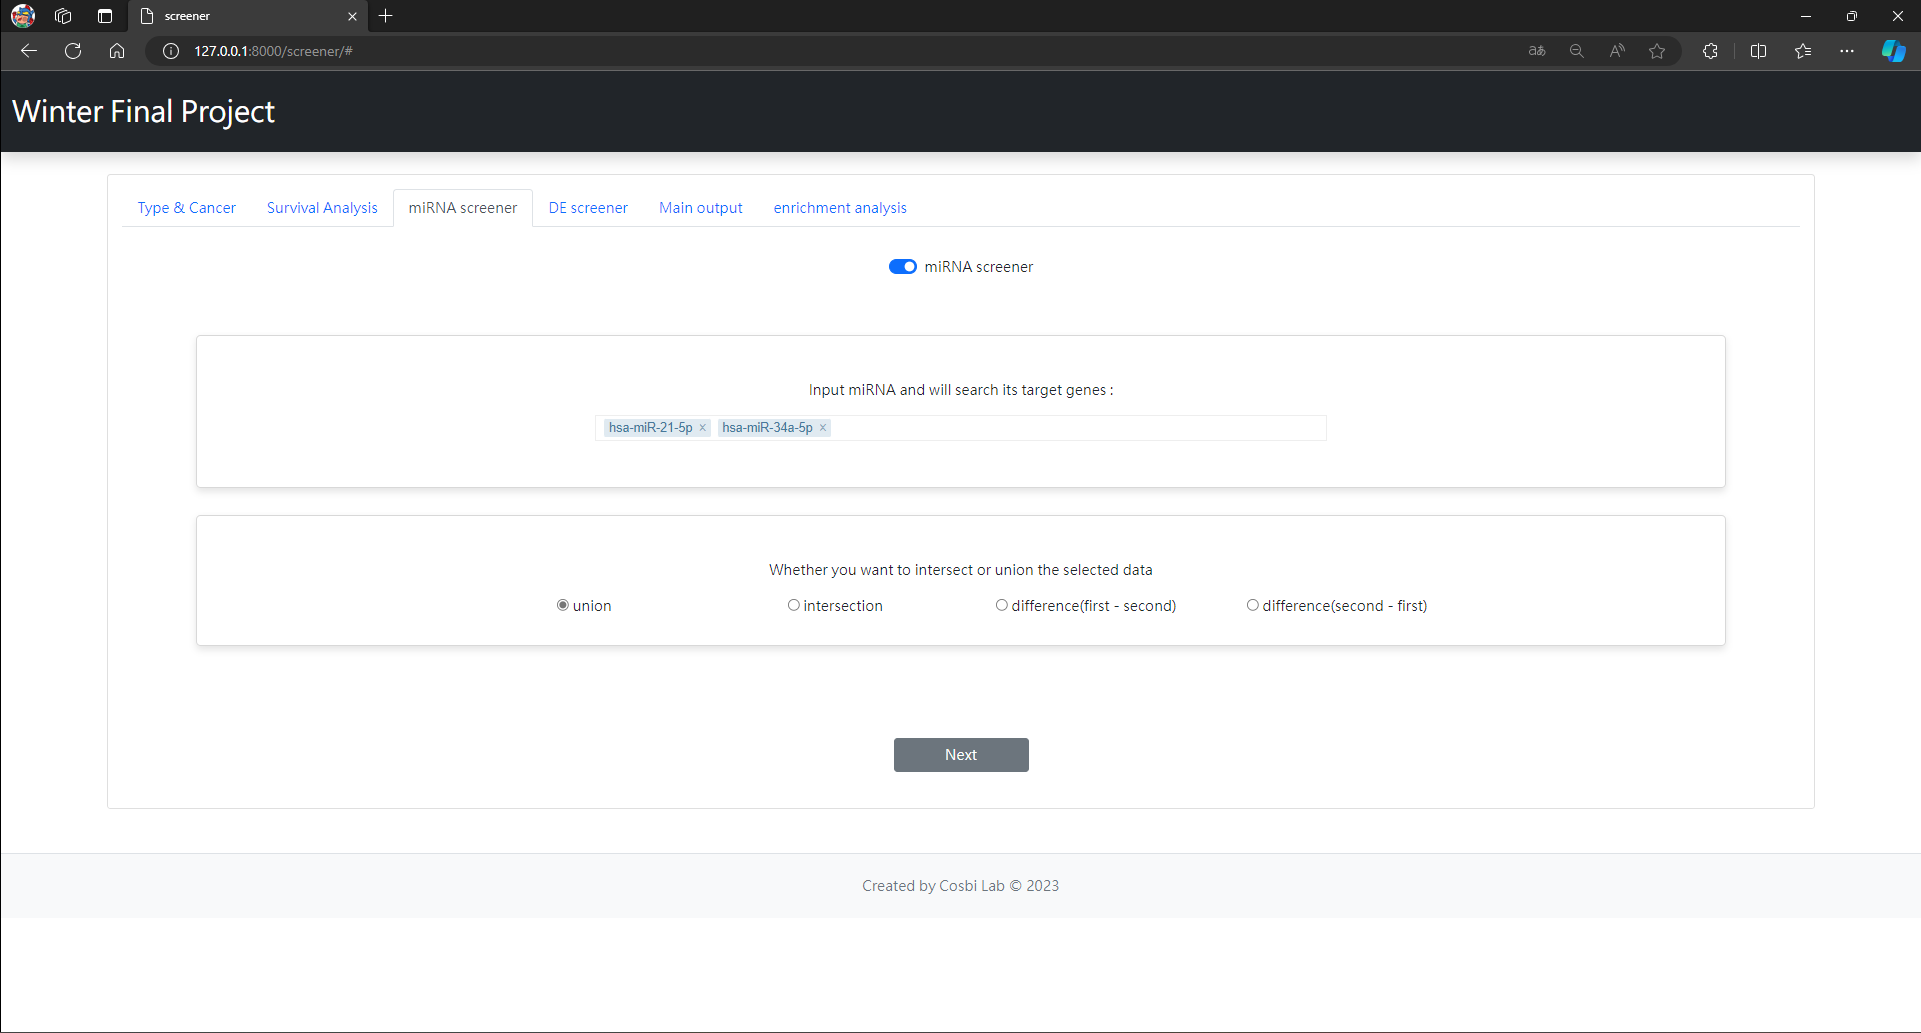 screener
127.0.0.1:8000/screener/#
Winter Final Project
Type & Cancer Survival Analysis miRNA screener DE screener Main output enrichment analysis
miRNA screener
Input miRNA and will search its target genes :
hsa-miR-21-5p × hsa-miR-34a-5p ×
Whether you want to intersect or union the selected data
union intersection difference(first - second) difference(second - first)
Next
Created by Cosbi Lab © 2023